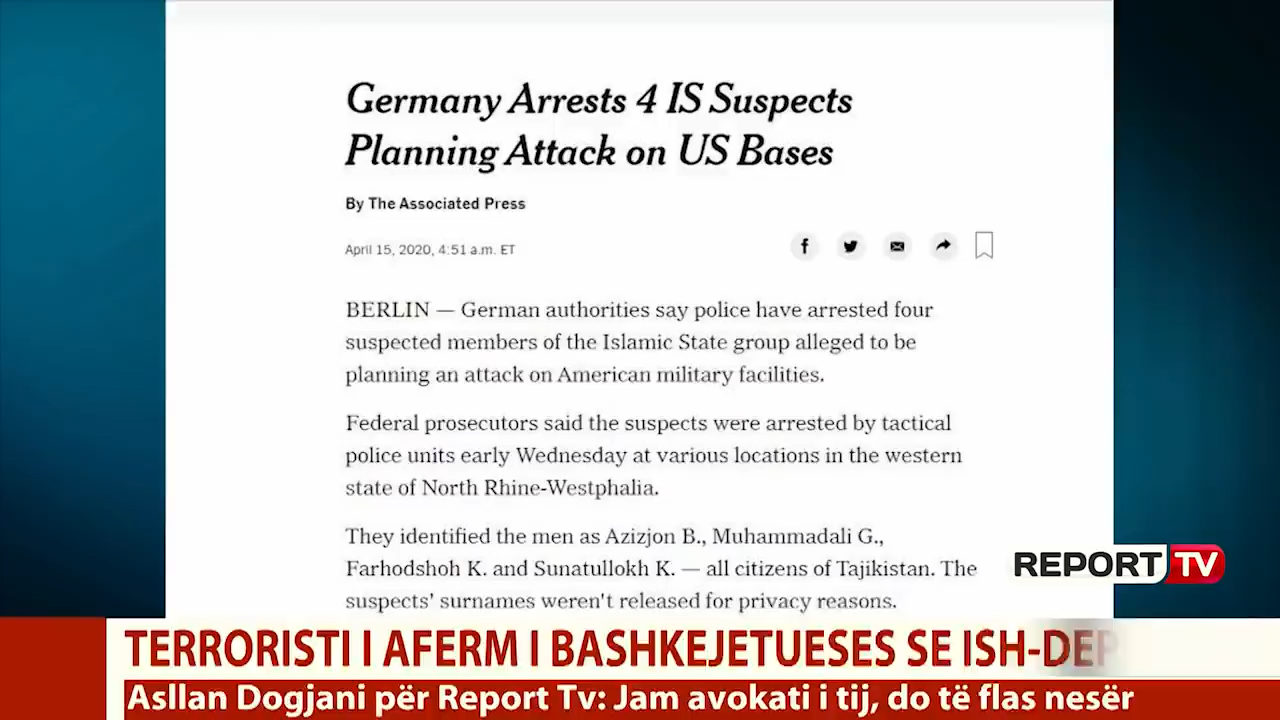 Germany Arrests 4 IS Suspects
Planning Attack on US Bases
By The Associated Press
April 15, 2020, 4:51 a.m. ET
BERLIN — German authorities say police have arrested four
suspected members of the Islamic State group alleged to be
planning an attack on American military facilities.
Federal prosecutors said the suspects were arrested by tactical
police units early Wednesday at various locations in the western
state of North Rhine-Westphalia.
They identified the men as Azizjon B., Muhammadali G.,
Farhodshoh K. and Sunatullokh K. — all citizens of Tajikistan. The
suspects' surnames weren't released for privacy reasons.
REPORT TV
TERRORISTI I AFERM I BASHKEJETUESES SE ISH-DEP
Asllan Dogjani për Report Tv: Jam avokati i tij, do të flas nesër